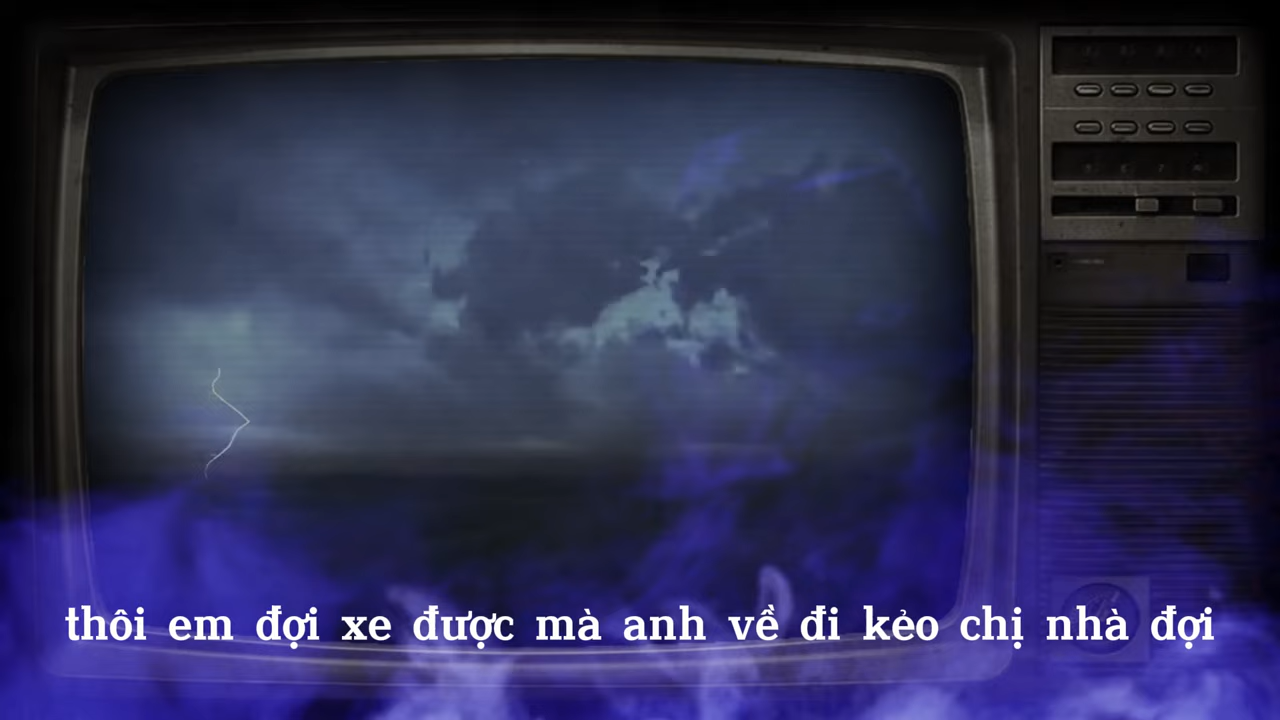 thôi em đợi xe được mà anh về đi kẻo chị nhà đợi